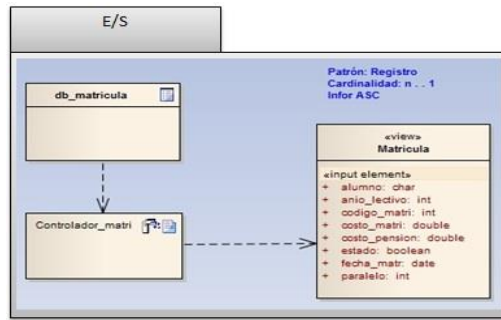 E/S
db_matricula
Patrón: Registro
Cardinalidad: n . . 1
Infor ASC
«view»
Matricula
«input element»
+ alumno: char
+ anio_lectivo: int
+ codigo_matri: int
+ costo_matri: double
+ costo_pension: double
+ estado: boolean
+ fecha_matr: date
+ paralelo: int
Controlador_matri